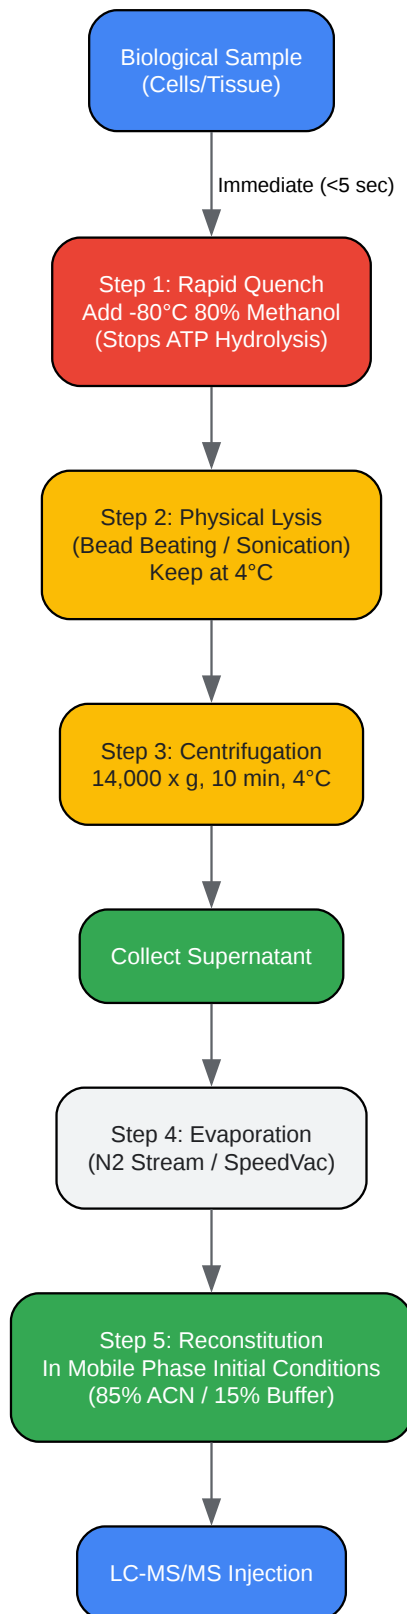 Biological Sample
(Cells/Tissue)
Immediate (<5 sec)
Step 1: Rapid Quench
Add -80°C 80% Methanol
(Stops ATP Hydrolysis)
Step 2: Physical Lysis
(Bead Beating / Sonication)
Keep at 4°C
Step 3: Centrifugation
14,000 x g, 10 min, 4°C
Collect Supernatant
Step 4: Evaporation
(N2 Stream / SpeedVac)
Step 5: Reconstitution
In Mobile Phase Initial Conditions
(85% ACN / 15% Buffer)
LC-MS/MS Injection